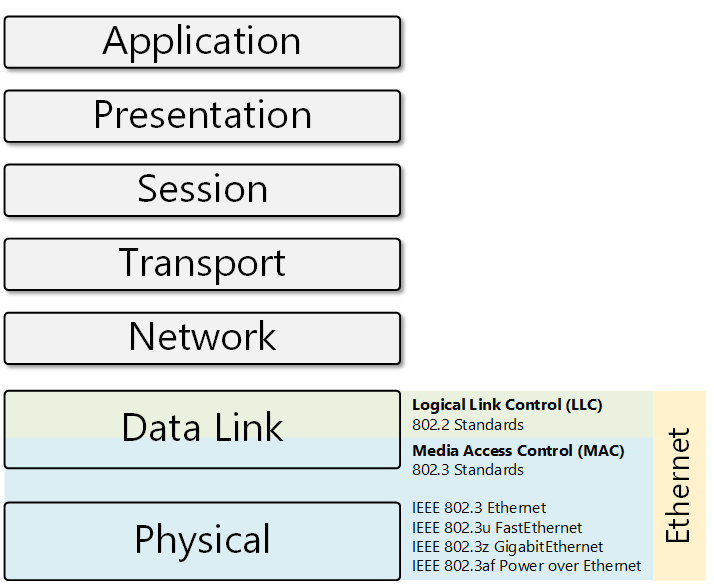 Application
Presentation
Session
Transport
Network
Data Link
Logical Link Control (LLC)
802.2 Standards
Media Access Control (MAC)
802.3 Standards
Physical
IEEE 802.3 Ethernet
IEEE 802.3u FastEthernet
IEEE 802.3z GigabitEthernet
IEEE 802.3af Power over Ethernet
Ethernet